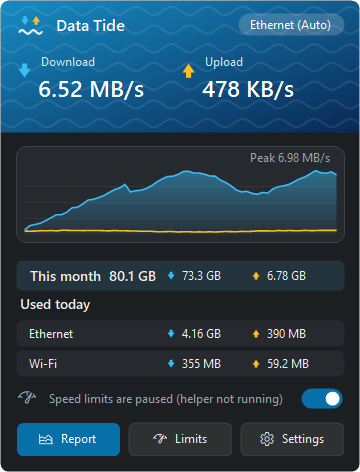 Data Tide
Ethernet (Auto)
Download
Upload
6.52 MB/s
478 KB/s
Peak 6.98 MB/s
This month 80.1 GB 73.3 GB 6.78 GB
Used today
Ethernet 4.16 GB 390 MB
Wi-Fi 355 MB 59.2 MB
Speed limits are paused (helper not running)
Report
Limits
Settings